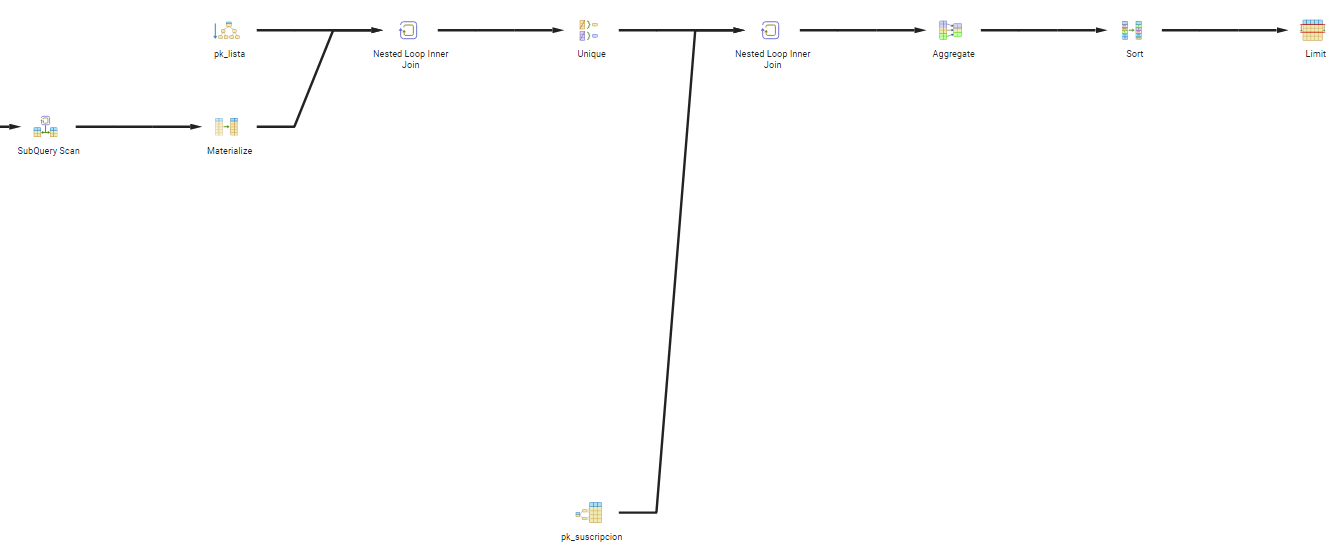 pk_lista
Nested Loop Inner
Join
Unique
Nested Loop Inner
Join
Aggregate
Sort
Limit
SubQuery Scan
Materialize
pk_suscripcion